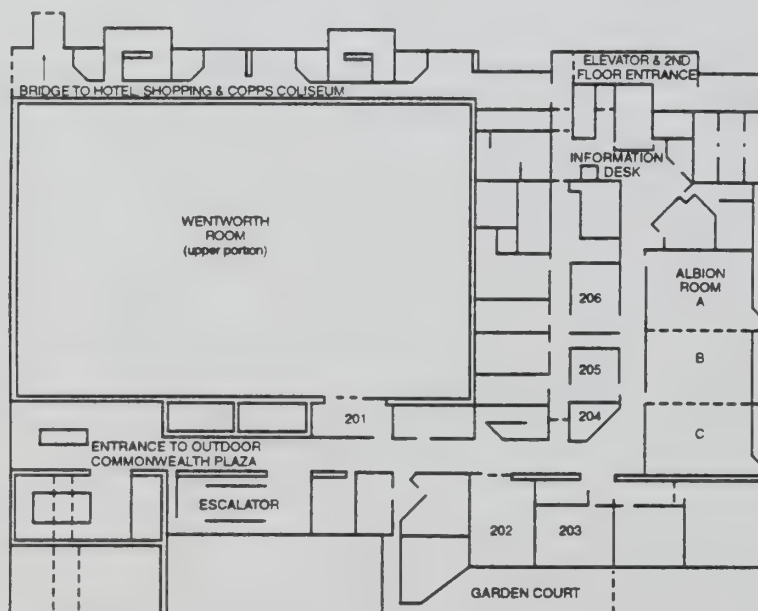 ELEVATOR & 2ND
FLOOR ENTRANCE
BRIDGE TO HOTEL, SHOPPING & COPPS COLISEUM
INFORMATION
DESK
WENTWORTH
ROOM
(upper portion)
ALBION
ROOM
A
206
B
205
201
204
C
ENTRANCE TO OUTDOOR
COMMONWEALTH PLAZA
ESCALATOR
202
203
GARDEN COURT